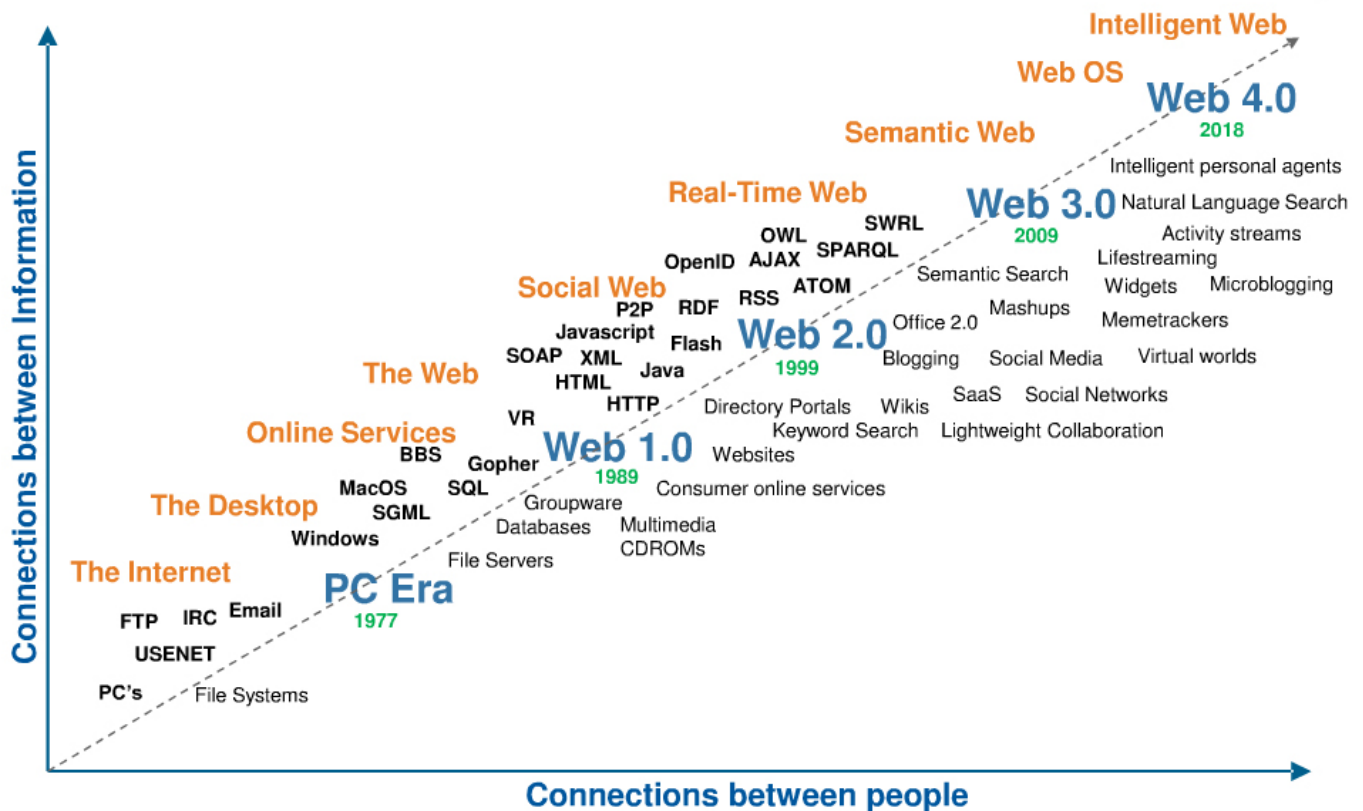 Intelligent Web
Web OS
Web 4.0
2018
Semantic Web
Intelligent personal agents
Real-Time Web
Web 3.0
Natural Language Search
2009
Activity streams
SWRL
OWL
SPARQL
OpenID
AJAX
Lifestreaming
Semantic Search
Widgets
Microblogging
Social Web
ATOM
RSS
RDF
P2P
Mashups
Memetrackers
Office 2.0
Javascript
Flash
Web 2.0
1999
SOAP
XML
Java
HTML
Blogging
Social Media
Virtual worlds
The Web
HTTP
VR
Directory Portals
Wikis
SaaS
Social Networks
Keyword Search
Lightweight Collaboration
Online Services
BBS
Gopher
Web 1.0
1989
Websites
Consumer online services
MacOS
SQL
The Desktop
SGML
Groupware
Databases
Multimedia
CDROMs
Windows
File Servers
The Internet
PC Era
1977
FTP
IRC
Email
USENET
PC's
File Systems
Connections between Information
Connections between people